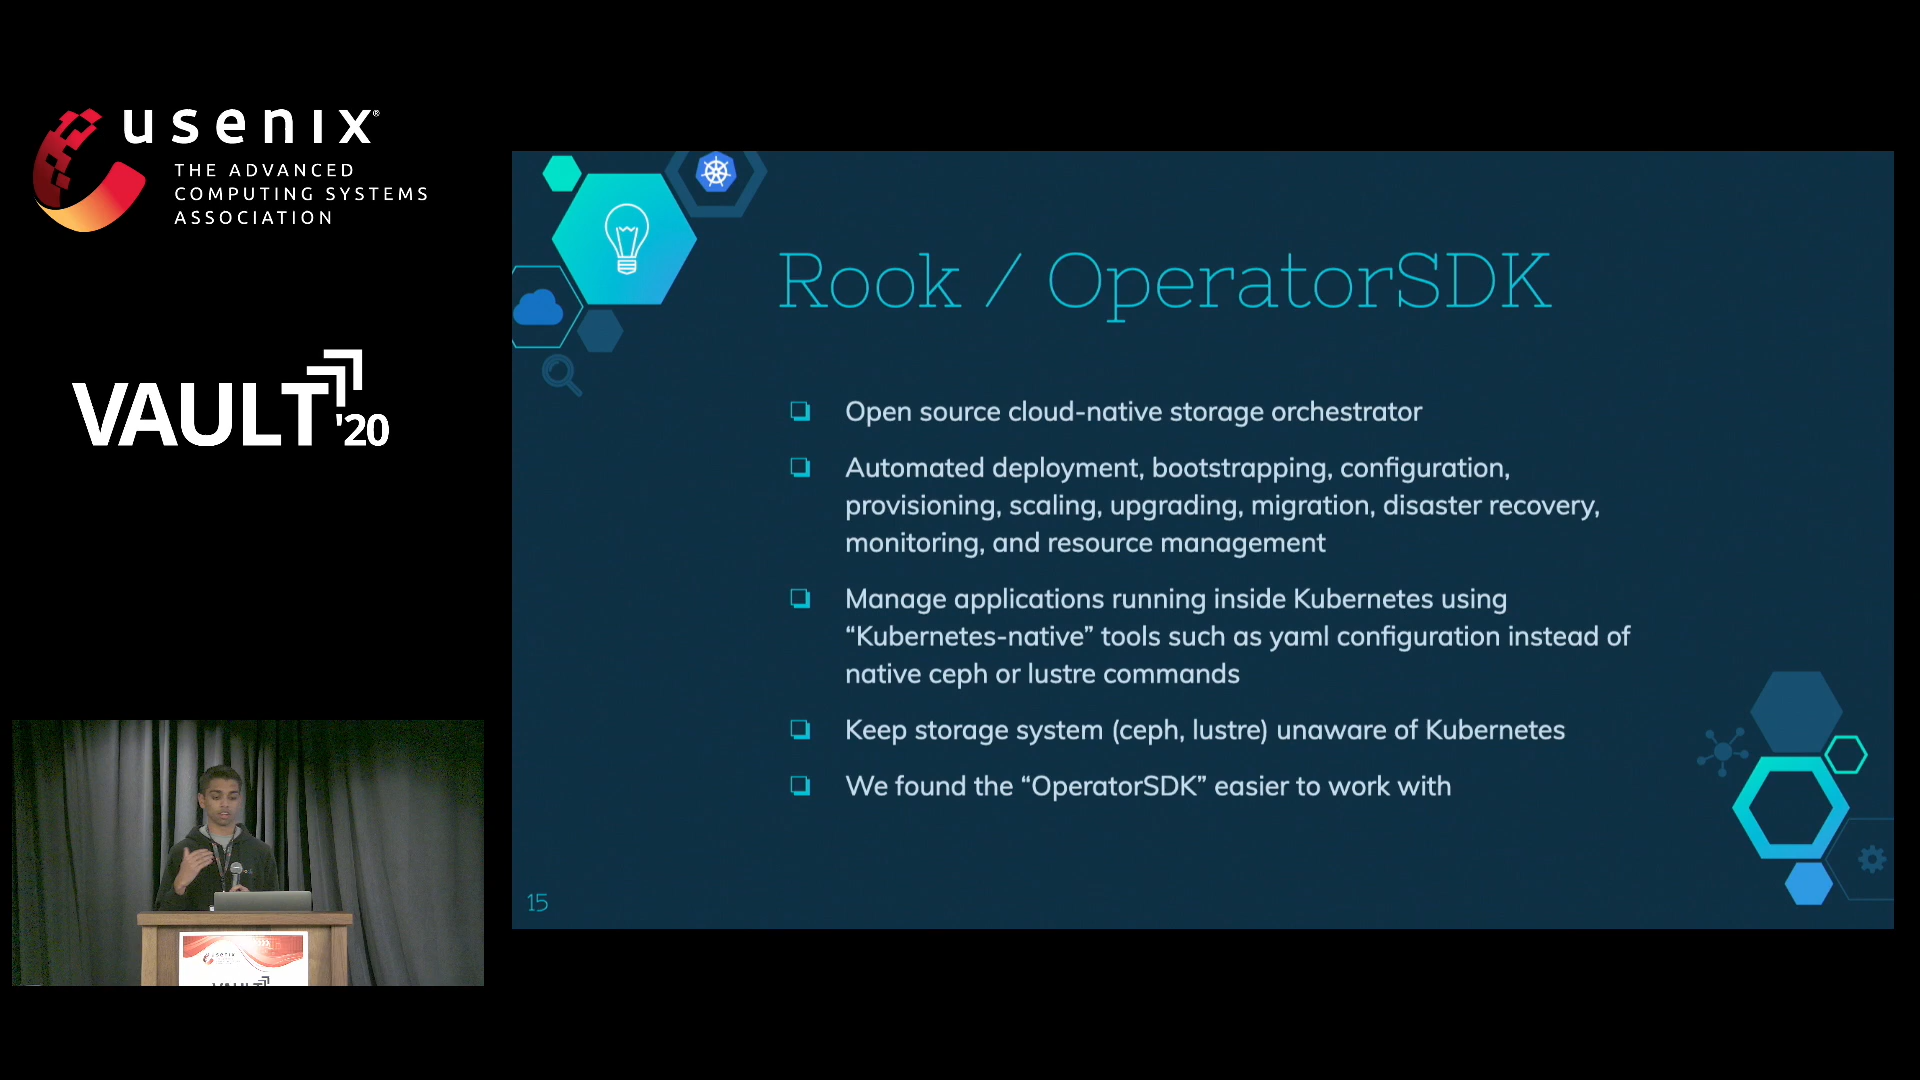 usenix®
THE ADVANCED
COMPUTING SYSTEMS
ASSOCIATION
VAULT '20
Rook / OperatorSDK
❑ Open source cloud-native storage orchestrator
❑ Automated deployment, bootstrapping, configuration,
provisioning, scaling, upgrading, migration, disaster recovery,
monitoring, and resource management
❑ Manage applications running inside Kubernetes using
“Kubernetes-native” tools such as yaml configuration instead of
native ceph or lustre commands
❑ Keep storage system (ceph, lustre) unaware of Kubernetes
❑ We found the “OperatorSDK” easier to work with
15
usenix
VAULT